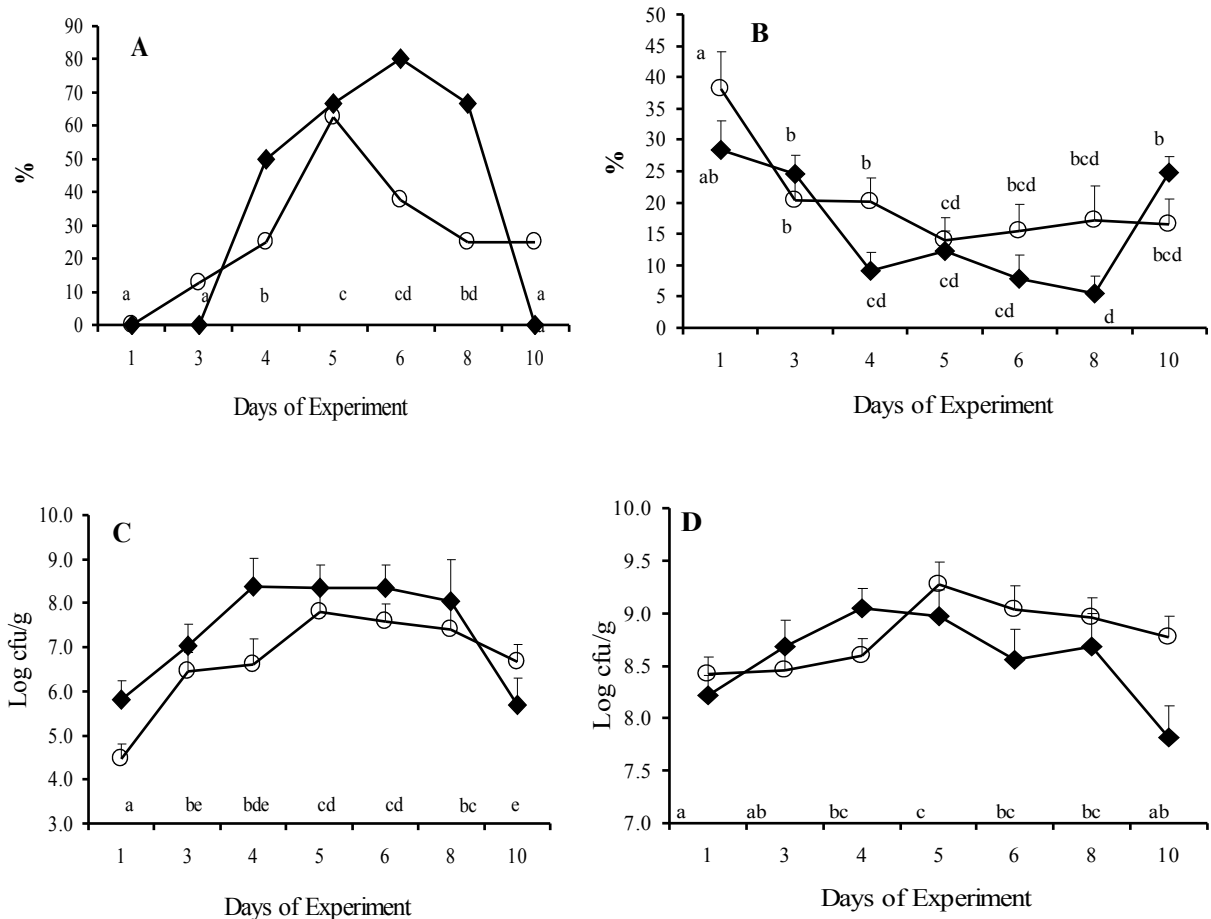 A
90
80
70
60
50
40
30
20
10
0
%
a a b c cd bd a
a
1 3 4 5 6 8 10
Days of Experiment
B
50
45
40
35
30
25
20
15
10
5
0
%
a b b cd bcd bcd b
ab b cd cd cd d bcd
1 3 4 5 6 8 10
Days of Experiment
C
10.0
9.0
8.0
7.0
6.0
5.0
4.0
3.0
Log cfu/g
a be bde cd cd bc e
1 3 4 5 6 8 10
Days of Experiment
D
10.0
9.5
9.0
8.5
8.0
7.5
7.0
Log cfu/g
a ab bc c bc bc ab
1 3 4 5 6 8 10
Days of Experiment